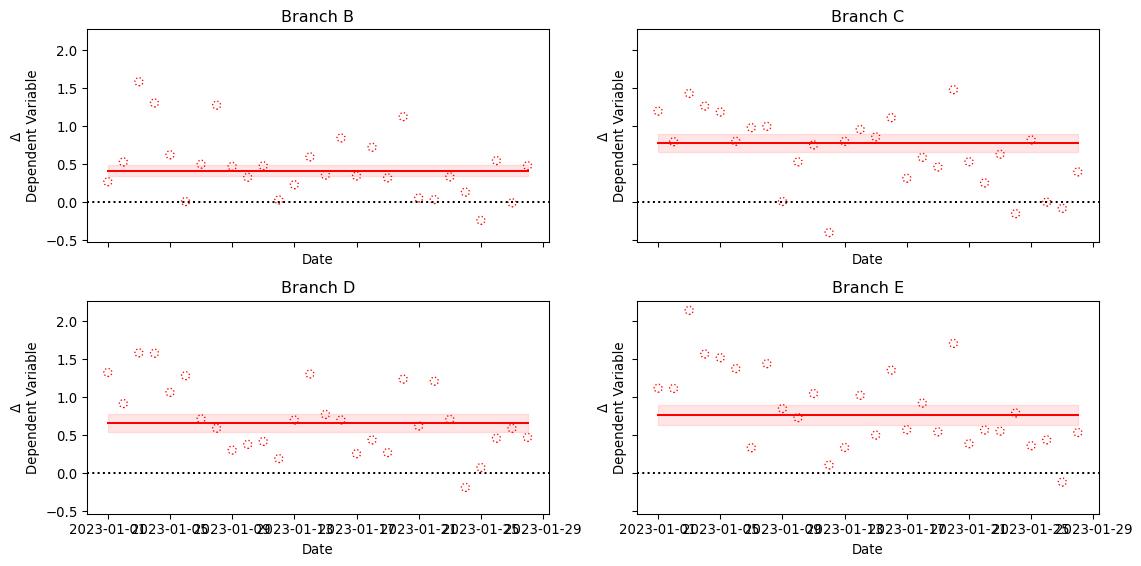 Branch B
Δ
Dependent Variable
2.0
1.5
1.0
0.5
0.0
−0.5
Date
Branch C
Δ
Dependent Variable
Date
Branch D
Δ
Dependent Variable
2.0
1.5
1.0
0.5
0.0
−0.5
2023-01-01 2023-01-05 2023-01-09 2023-01-13 2023-01-17 2023-01-21 2023-01-25 2023-01-29
Date
Branch E
Δ
Dependent Variable
2023-01-01 2023-01-05 2023-01-09 2023-01-13 2023-01-17 2023-01-21 2023-01-25 2023-01-29
Date